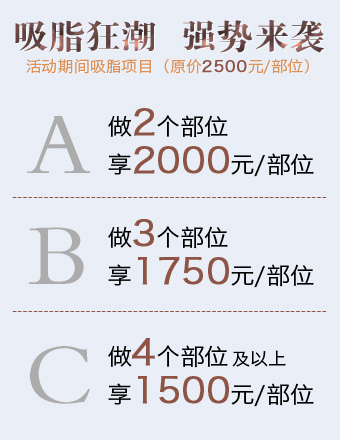 吸脂狂潮 强势来袭
活动期间吸脂项目（原价2500元/部位）
A
做2个部位
享2000元/部位
B
做3个部位
享1750元/部位
C
做4个部位 及以上
享1500元/部位